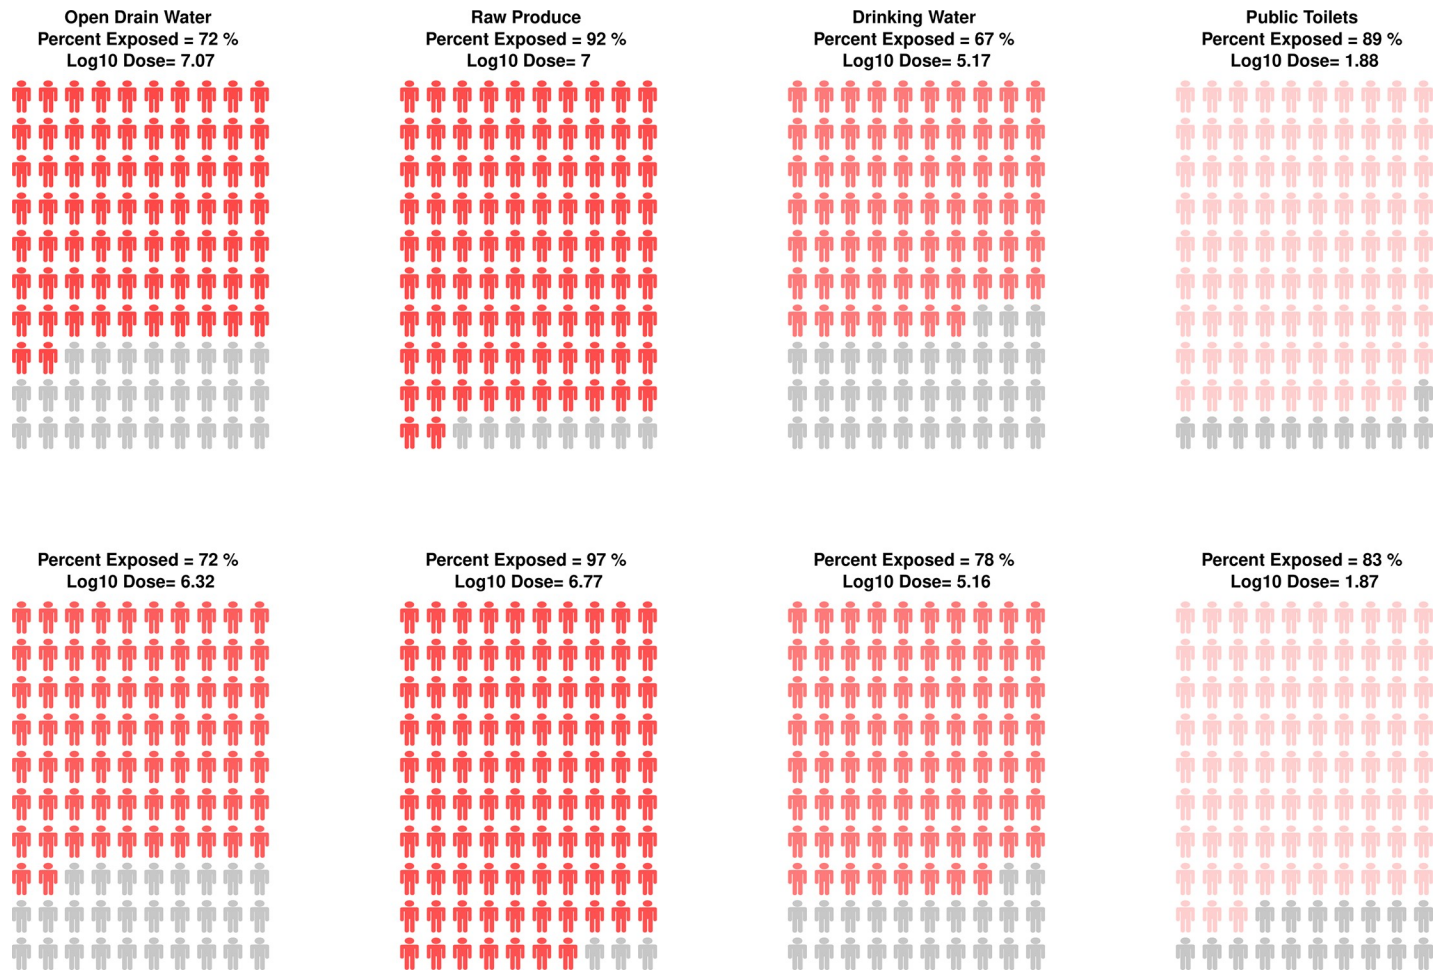 Open Drain Water
Percent Exposed = 72 %
Log10 Dose= 7.07
Raw Produce
Percent Exposed = 92 %
Log10 Dose= 7
Drinking Water
Percent Exposed = 67 %
Log10 Dose= 5.17
Public Toilets
Percent Exposed = 89 %
Log10 Dose= 1.88
Percent Exposed = 72 %
Log10 Dose= 6.32
Percent Exposed = 97 %
Log10 Dose= 6.77
Percent Exposed = 78 %
Log10 Dose= 5.16
Percent Exposed = 83 %
Log10 Dose= 1.87